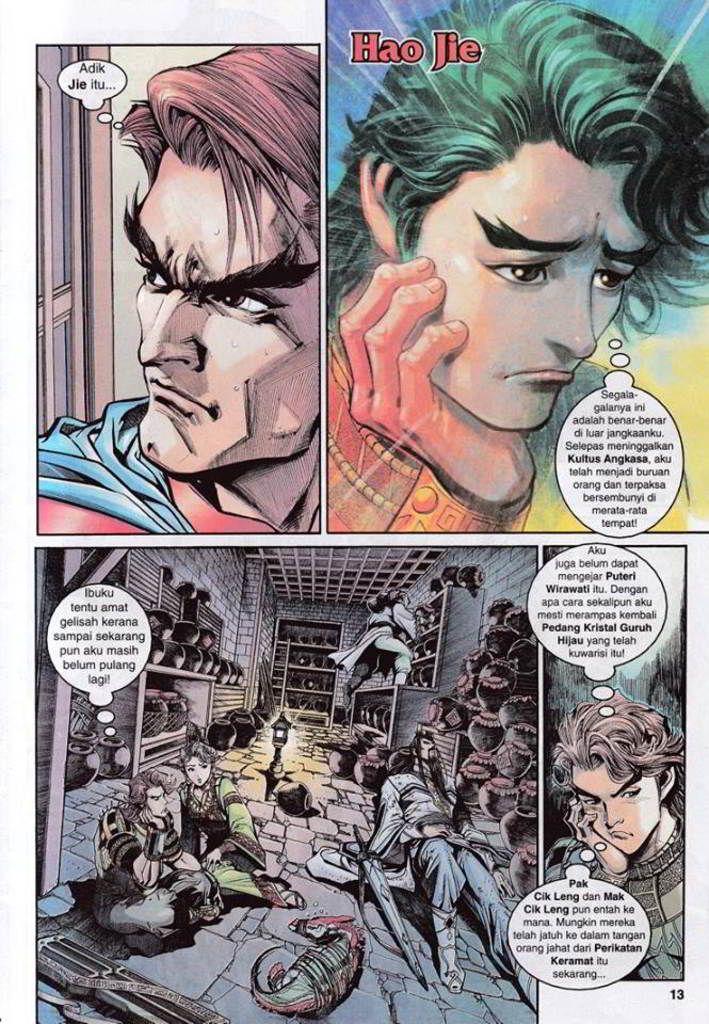 Adik
Jie itu...
Hao Jie
Segala-
galanya ini
adalah benar-benar
di luar jangkaanku.
Selepas meninggalkan
Kultus Angkasa, aku
telah menjadi buruan
orang dan terpaksa
bersembunyi di
merata-rata
tempat!
Ibuku
tentu amat
gelisah kerana
sampai sekarang
pun aku masih
belum pulang
lagi!
Aku
juga belum dapat
mengejar Puteri
Wirawati itu. Dengan
apa cara sekalipun aku
mesti merampas kembali
Pedang Kristal Guruh
Hijau yang telah
kuwarisi itu!
Pak
Cik Leng dan Mak
Cik Leng pun entah ke
mana. Mungkin mereka
telah jatuh ke dalam tangan
orang jahat dari Perikatan
Keramat itu
sekarang...
13